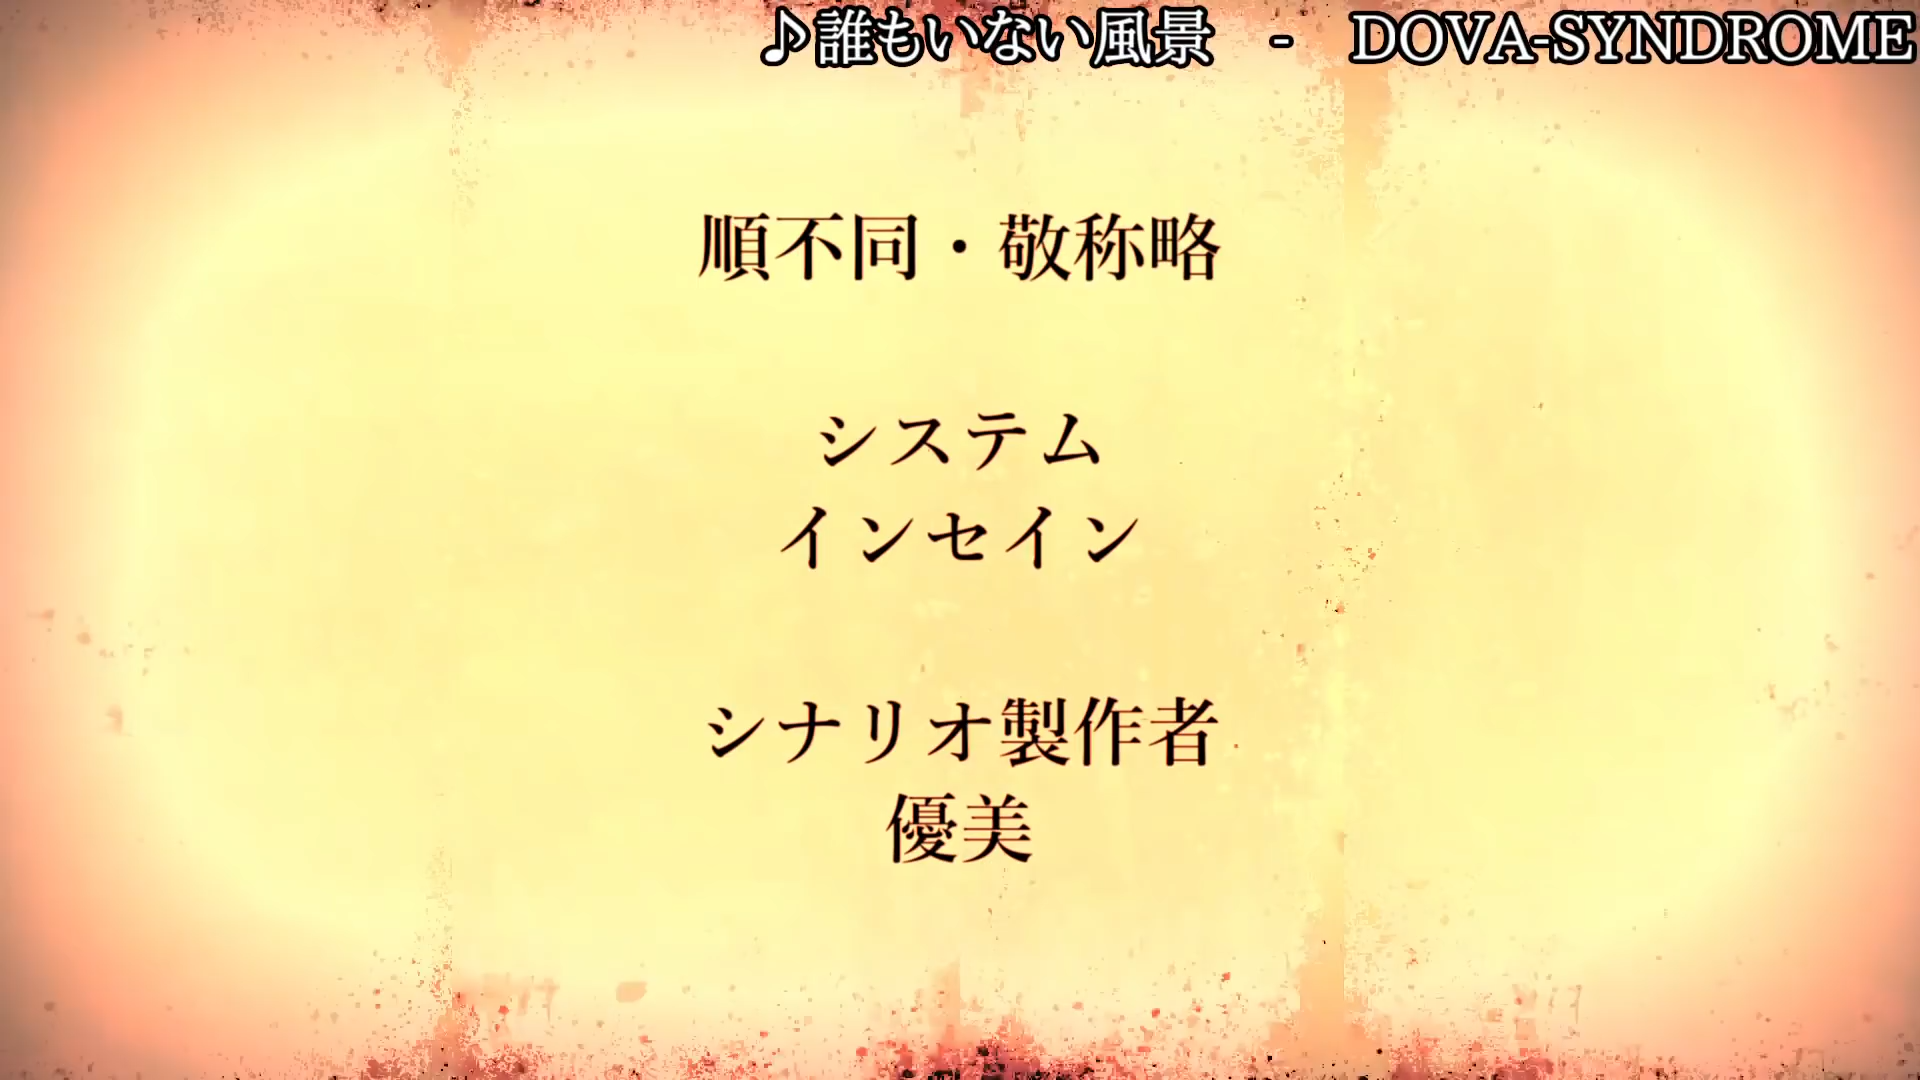 ♪誰もいない風景　-　DOVA-SYNDROME
順不同・敬称略
システム
インセイン
シナリオ製作者
優美